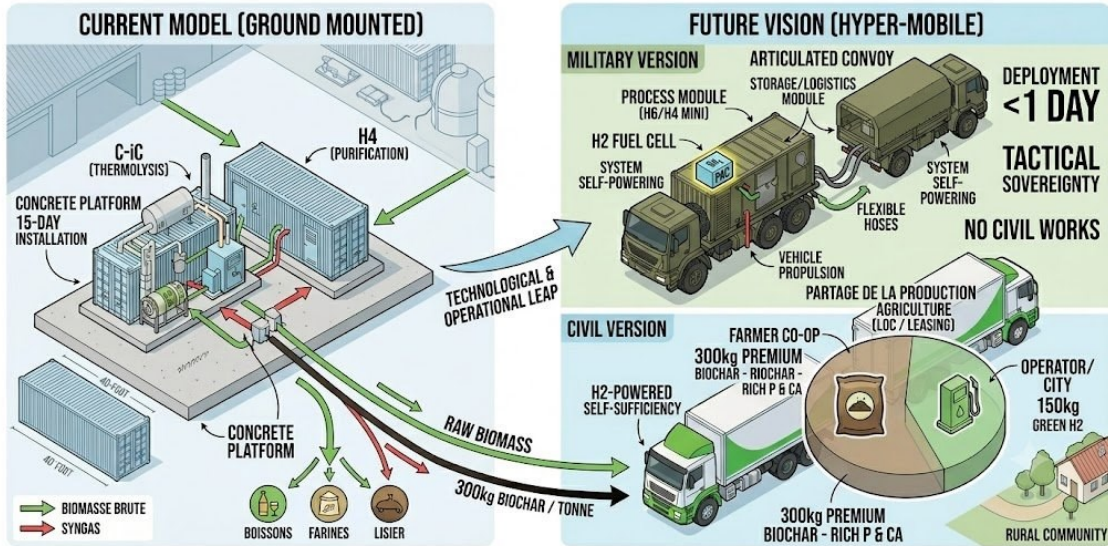 CURRENT MODEL (GROUND MOUNTED)
C-iC
(THERMOLYSIS)
H4
(PURIFICATION)
CONCRETE PLATFORM
15-DAY
INSTALLATION
40-FOOT
40 FOOT
CONCRETE
PLATFORM
BIOMASSE BRUTE
SYNGAS
BOISSONS
FARINES
LISIER
TECHNOLOGICAL &
OPERATIONAL LEAP
RAW BIOMASS
300kg BIOCHAR / TONNE
FUTURE VISION (HYPER-MOBILE)
MILITARY VERSION
ARTICULATED CONVOY
STORAGE/LOGISTICS
MODULE
PROCESS MODULE
(H6/H4 MINI)
H2 FUEL CELL
SYSTEM
SELF-POWERING
PAC
SYSTEM
SELF-
POWERING
FLEXIBLE
HOSES
VEHICLE
PROPULSION
DEPLOYMENT
<1 DAY
TACTICAL
SOVEREIGNTY
NO CIVIL WORKS
CIVIL VERSION
PARTAGE DE LA PRODUCTION
AGRICULTURE
(LOC / LEASING)
FARMER CO-OP
300kg PREMIUM
BIOCHAR - RIOCHAR -
RICH P & CA
H2-POWERED
SELF-SUFFICIENCY
OPERATOR/
CITY
150kg
GREEN H2
300kg PREMIUM
BIOCHAR - RICH P & CA
RURAL COMMUNITY